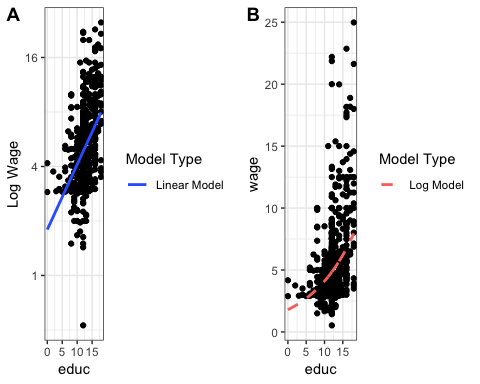 A
Log Wage
16
4
1
0 5 10 15
educ
Model Type
Linear Model
B
wage
25
20
15
10
5
0
0 5 10 15
educ
Model Type
Log Model